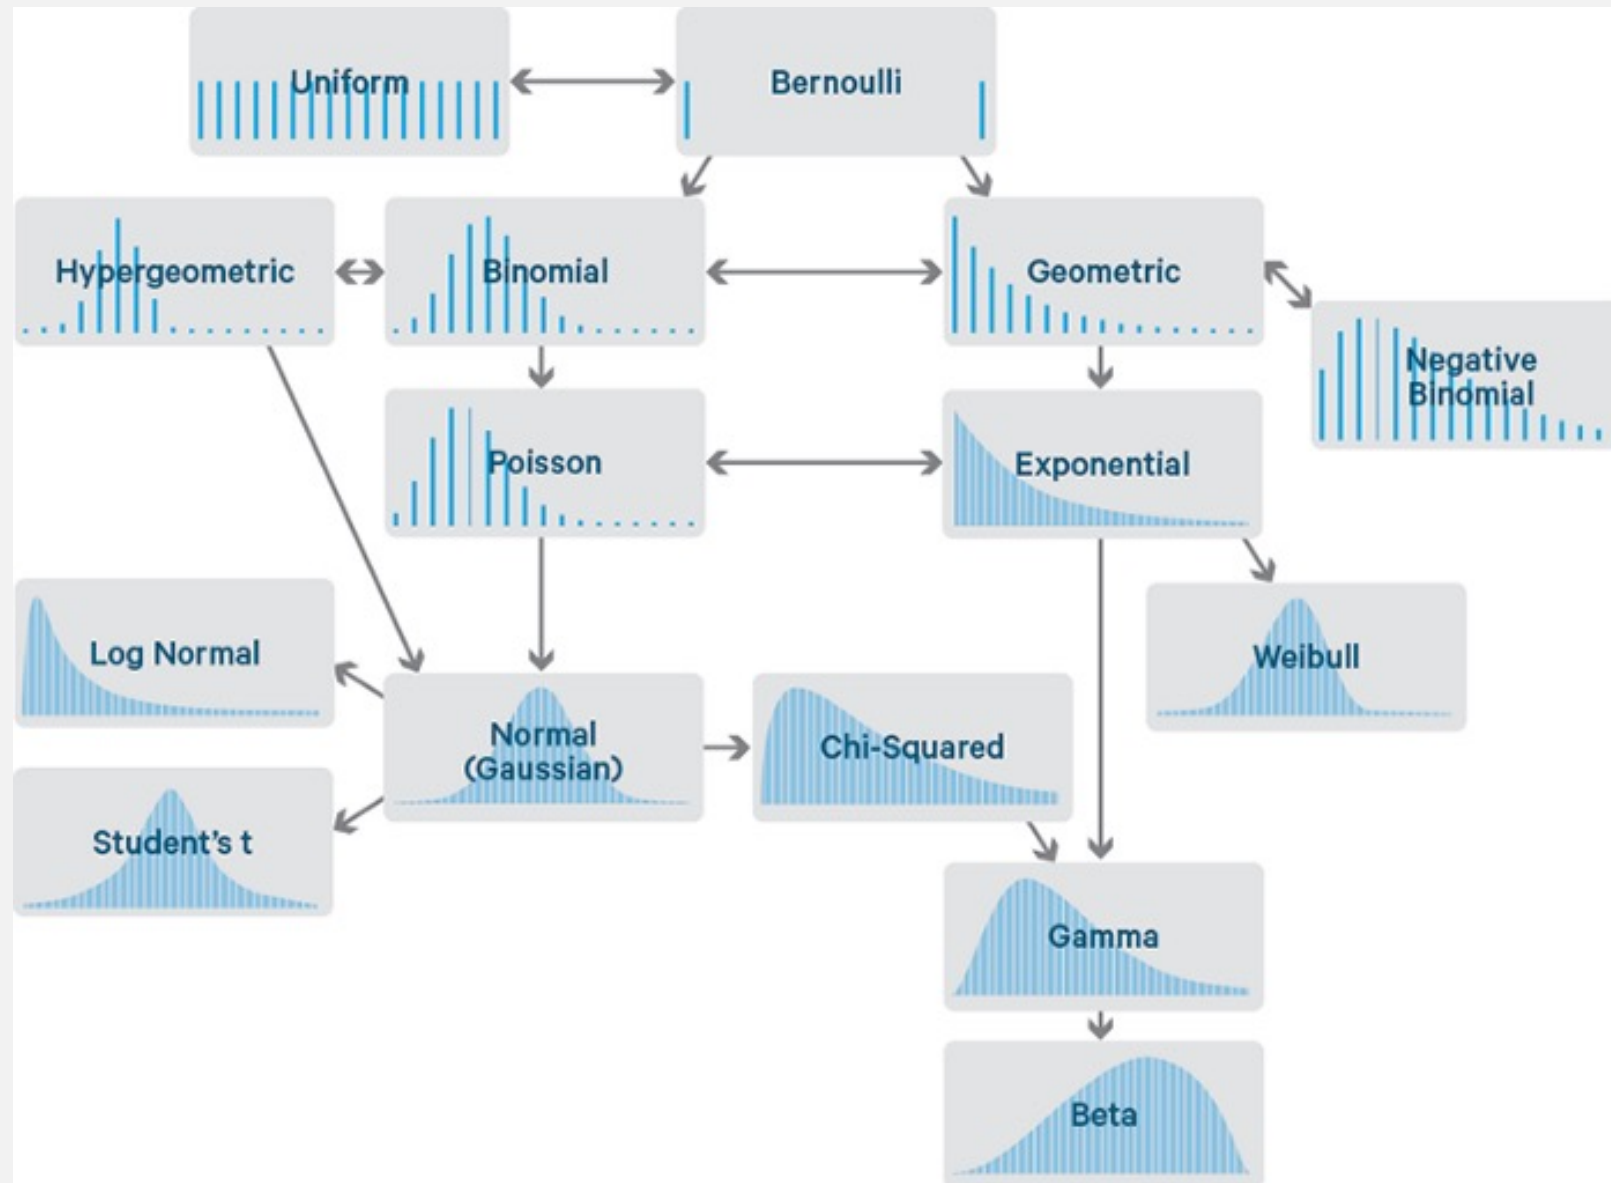 Uniform
Bernoulli
Hypergeometric
Binomial
Geometric
Negative
Binomial
Poisson
Exponential
Log Normal
Weibull
Normal
(Gaussian)
Chi-Squared
Student’s t
Gamma
Beta